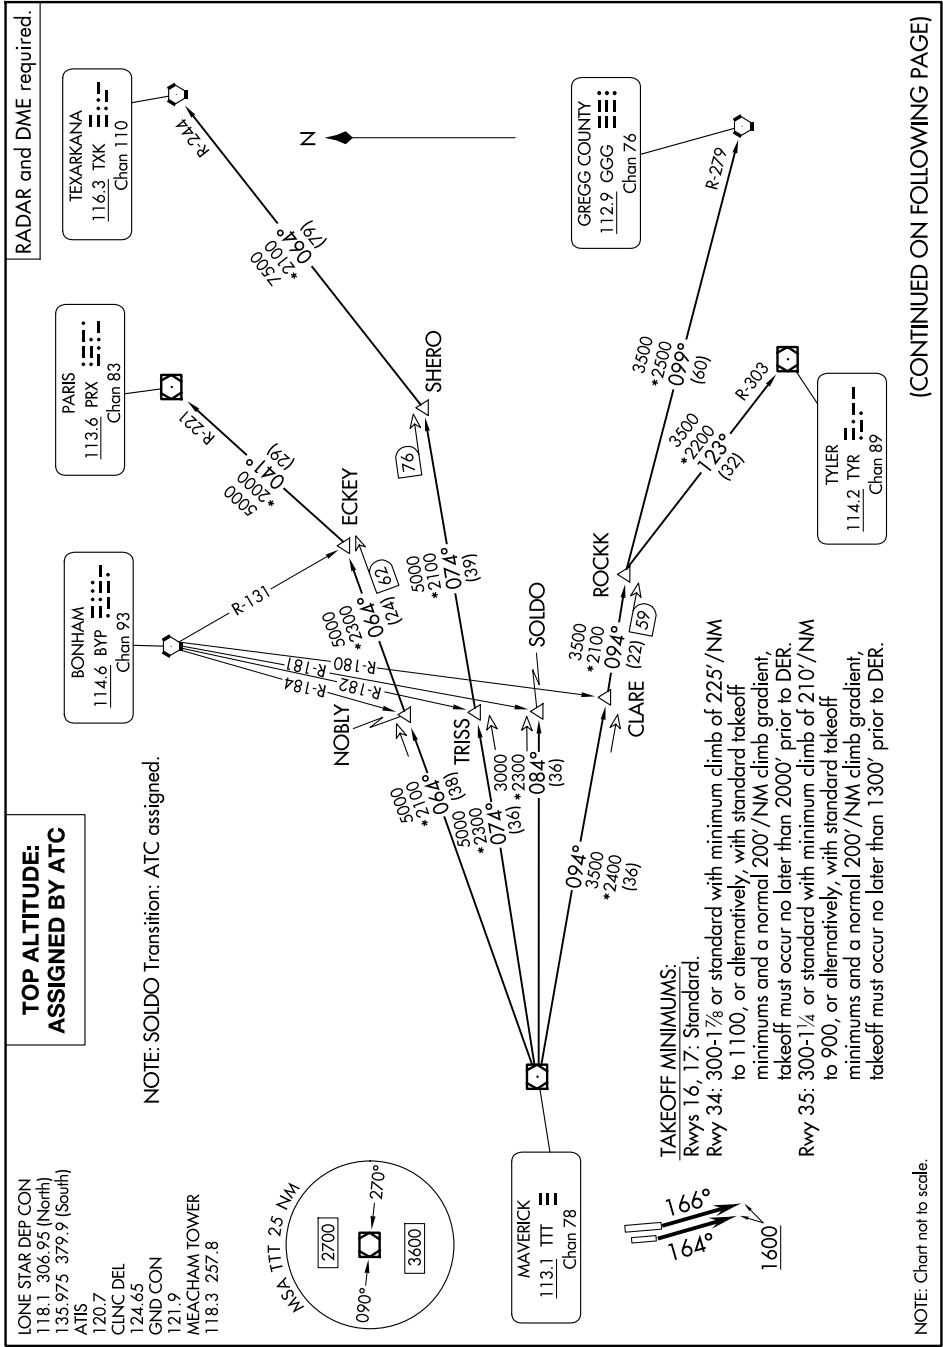 RADAR and DME required.
LONE STAR DEP CON
118.1 306.95 (North)
135.975 379.9 (South)
ATIS
120.7
CLNC DEL
124.65
GND CON
121.9
MEACHAM TOWER
118.3 257.8
TOP ALTITUDE:
ASSIGNED BY ATC
NOTE: SOLDO Transition: ATC assigned.
BONHAM
114.6 BYP
Chan 93
PARIS
113.6 PRX
Chan 83
TEXARKANA
116.3 TXK
Chan 110
R-244
N
7500
*2100
064°
(79)
R-221
5000
*2000
041°
(29)
R-131
ECKEY
SHERO
76
62
5000
*2300
064°
(24)
5000
*2100
074°
(39)
R-184
R-181
R-182
R-180
NOBLY
TRISS
SOLDO
CLARE
ROCKK
5000
*2100
064°
(38)
5000
*2300
074°
(36)
3000
*2300
084°
(36)
094°
3500
*2400
(36)
3500
*2100
094°
(22)
59
3500
*2500
099°
(60)
R-279
3500
*2200
123°
(32)
R-303
GREGG COUNTY
112.9 GGG
Chan 76
TYLER
114.2 TYR
Chan 89
MSA TTT 25 NM
2700
090°
270°
3600
MAVERICK
113.1 TTT
Chan 78
166°
164°
1600
TAKEOFF MINIMUMS:
Rwys 16, 17: Standard.
Rwy 34: 300-1⅞ or standard with minimum climb of 225'/NM
to 1100, or alternatively, with standard takeoff
minimums and a normal 200'/NM climb gradient,
takeoff must occur no later than 2000' prior to DER.
Rwy 35: 300-1¼ or standard with minimum climb of 210'/NM
to 900, or alternatively, with standard takeoff
minimums and a normal 200'/NM climb gradient,
takeoff must occur no later than 1300' prior to DER.
NOTE: Chart not to scale.
(CONTINUED ON FOLLOWING PAGE)